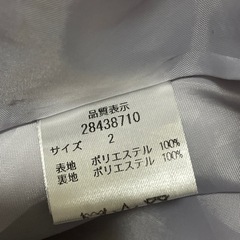 品質表示
28438710
サイズ
2
表地 ポリエステル 100%
裏地 ポリエステル 100%